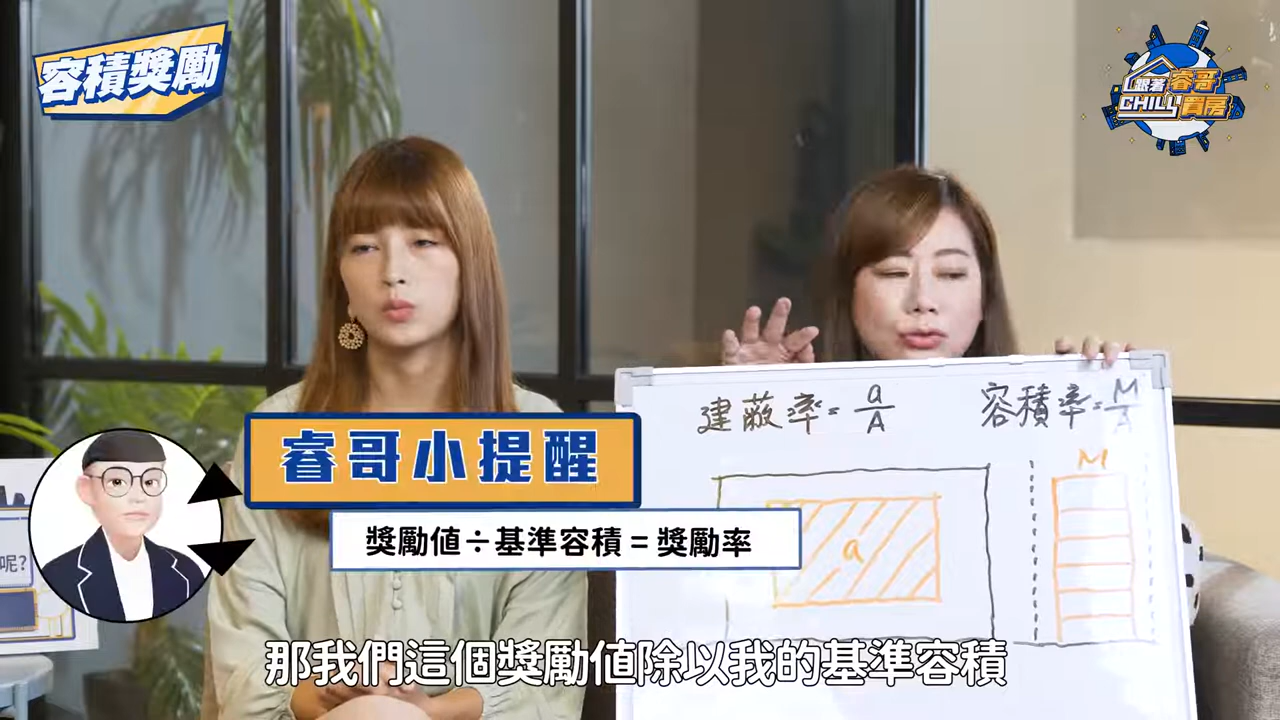 容積獎勵
跟著睿哥
CHILL買房
建蔽率= a/A
容積率= M/A
M
a
睿哥小提醒
獎勵值÷基準容積=獎勵率
呢?
那我們這個獎勵值除以我的基準容積